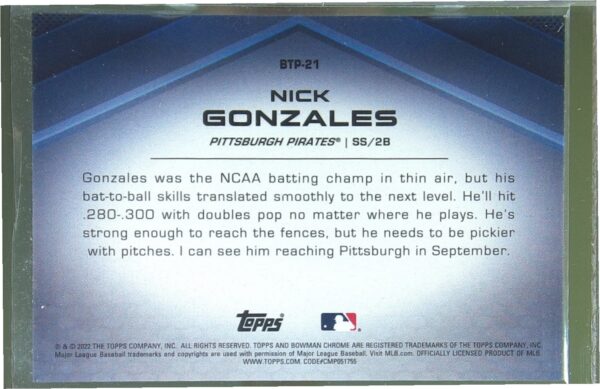 BTP-21
NICK
GONZALES
PITTSBURGH PIRATES® | SS/2B
Gonzales was the NCAA batting champ in thin air, but his
bat-to-ball skills translated smoothly to the next level. He'll hit
.280-.300 with doubles pop no matter where he plays. He's
strong enough to reach the fences, but he needs to be pickier
with pitches. I can see him reaching Pittsburgh in September.
TOPPS
® & © 2022 THE TOPPS COMPANY, INC. ALL RIGHTS RESERVED. TOPPS AND BOWMAN CHROME ARE REGISTERED TRADEMARKS OF THE TOPPS COMPANY, INC.
Major League Baseball trademarks and copyrights are used with permission of Major League Baseball. Visit MLB.com. OFFICIALLY LICENSED PRODUCT OF MLB.
WWW.TOPPS.COM. CODE#CMP051755